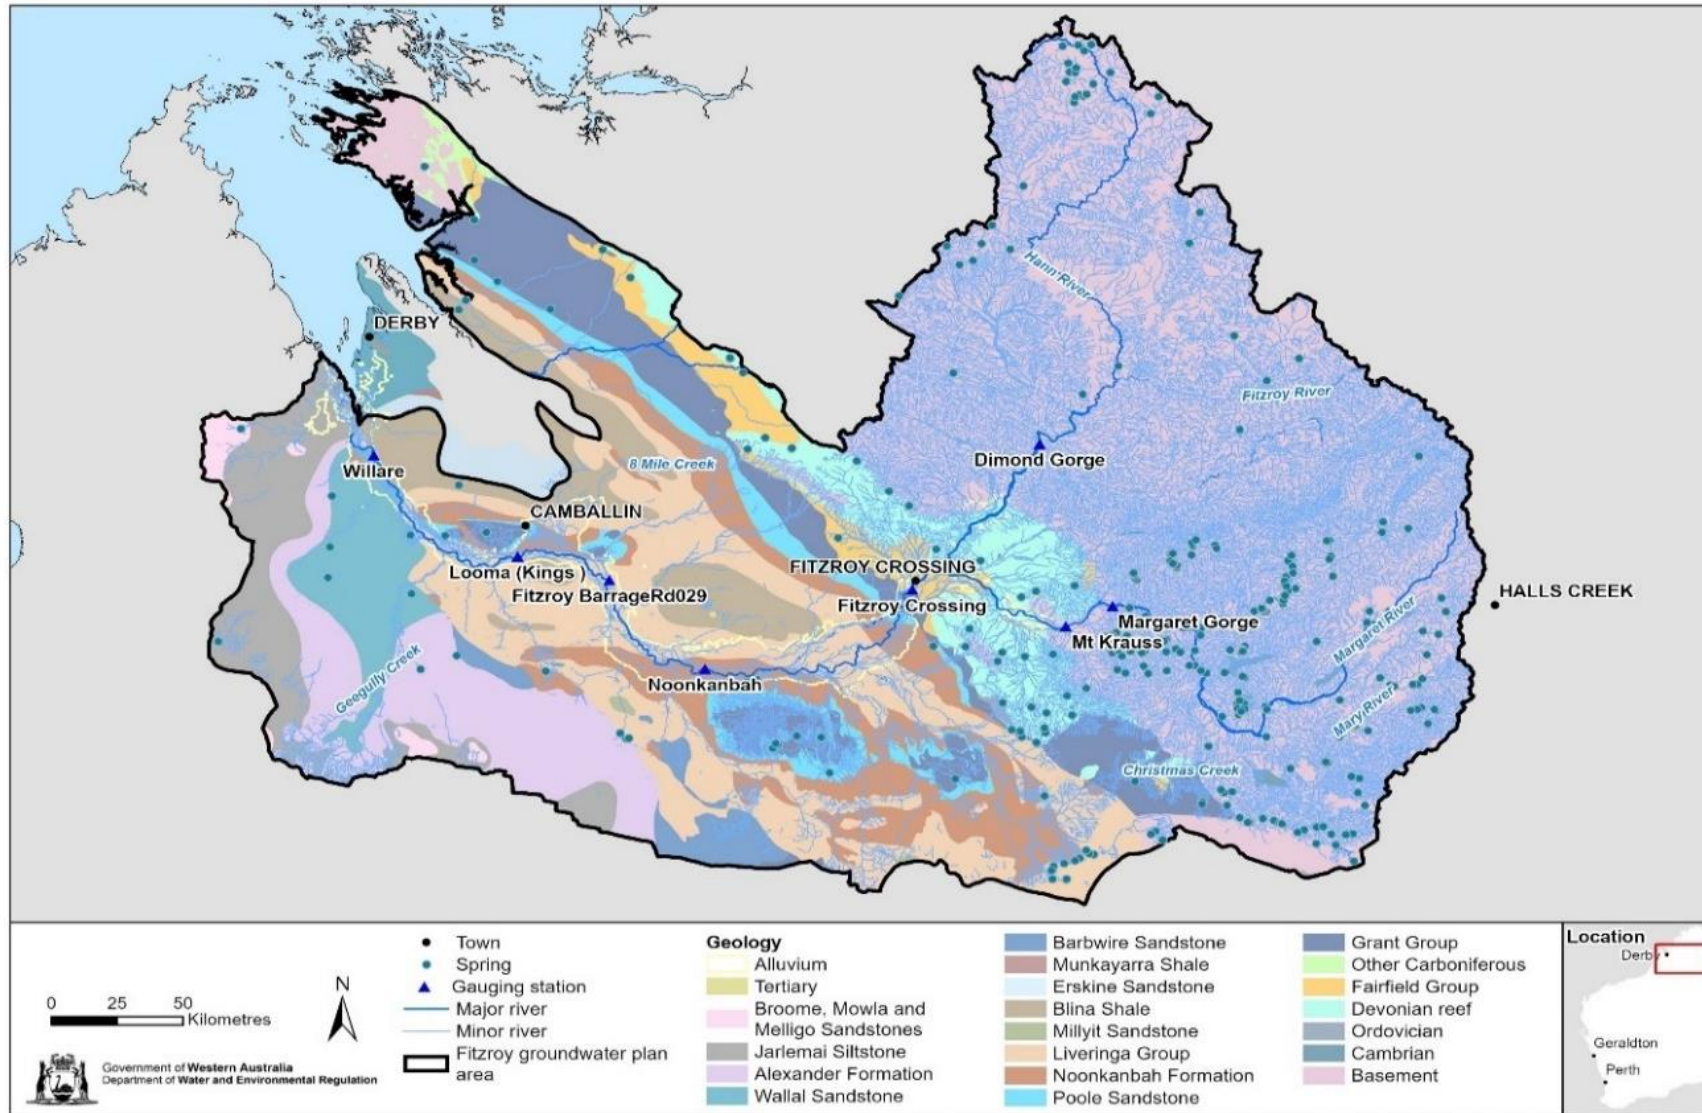 Hann River
DERBY
Fitzroy River
8 Mile Creek
Dimond Gorge
Willare
CAMBALLIN
FITZROY CROSSING
Looma (Kings )
Fitzroy BarrageRd029
Fitzroy Crossing
HALLS CREEK
Margaret Gorge
Mt Krauss
Margaret River
Geegully Creek
Noonkanbah
Mary River
Christmas Creek
0 25 50
Kilometres
N
Government of Western Australia
Department of Water and Environmental Regulation
Town
Spring
Gauging station
Major river
Minor river
Fitzroy groundwater plan
area
Geology
Alluvium
Tertiary
Broome, Mowla and
Melligo Sandstones
Jarlemai Siltstone
Alexander Formation
Wallal Sandstone
Barbwire Sandstone
Munkayarra Shale
Erskine Sandstone
Blina Shale
Millyit Sandstone
Liveringa Group
Noonkanbah Formation
Poole Sandstone
Grant Group
Other Carboniferous
Fairfield Group
Devonian reef
Ordovician
Cambrian
Basement
Location
Derby
Geraldton
Perth